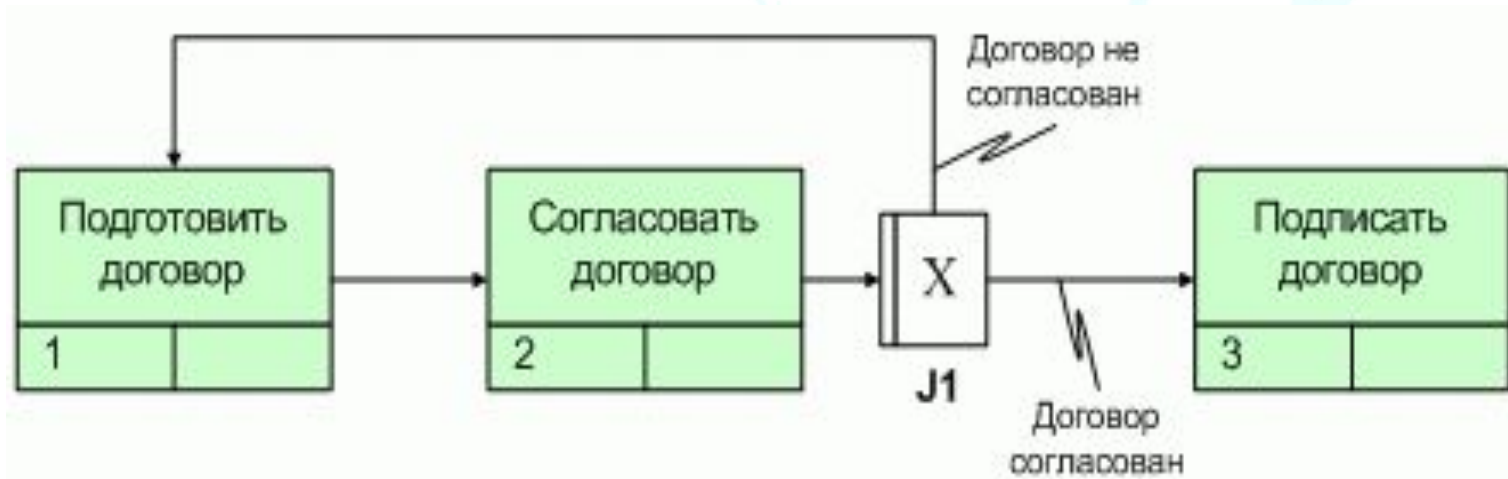 Договор не
согласован
Подготовить
договор
1
Согласовать
договор
2
X
J1
Договор
согласован
Подписать
договор
3